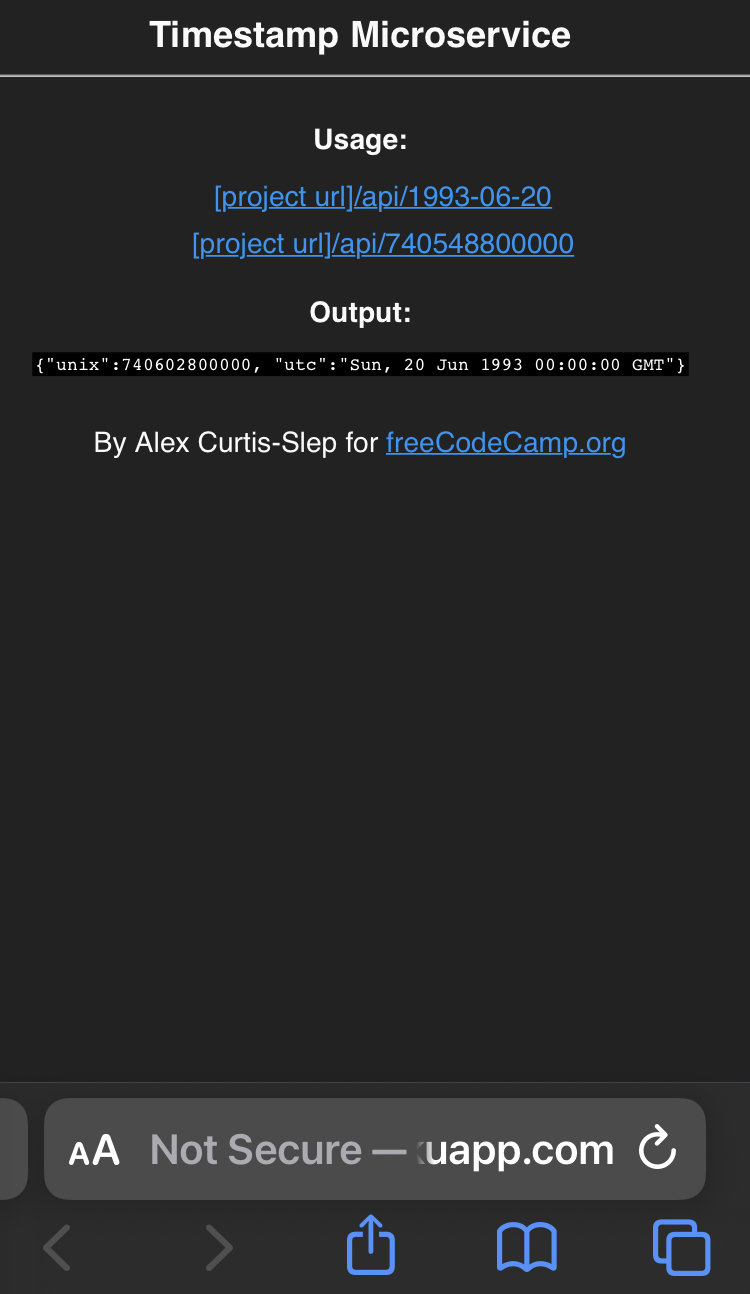 Timestamp Microservice
Usage:
[project url]/api/1993-06-20
[project url]/api/740548800000
Output:
{"unix":740602800000, "utc":"Sun, 20 Jun 1993 00:00:00 GMT"}
By Alex Curtis-Slep for freeCodeCamp.org
AA Not Secure — uapp.com